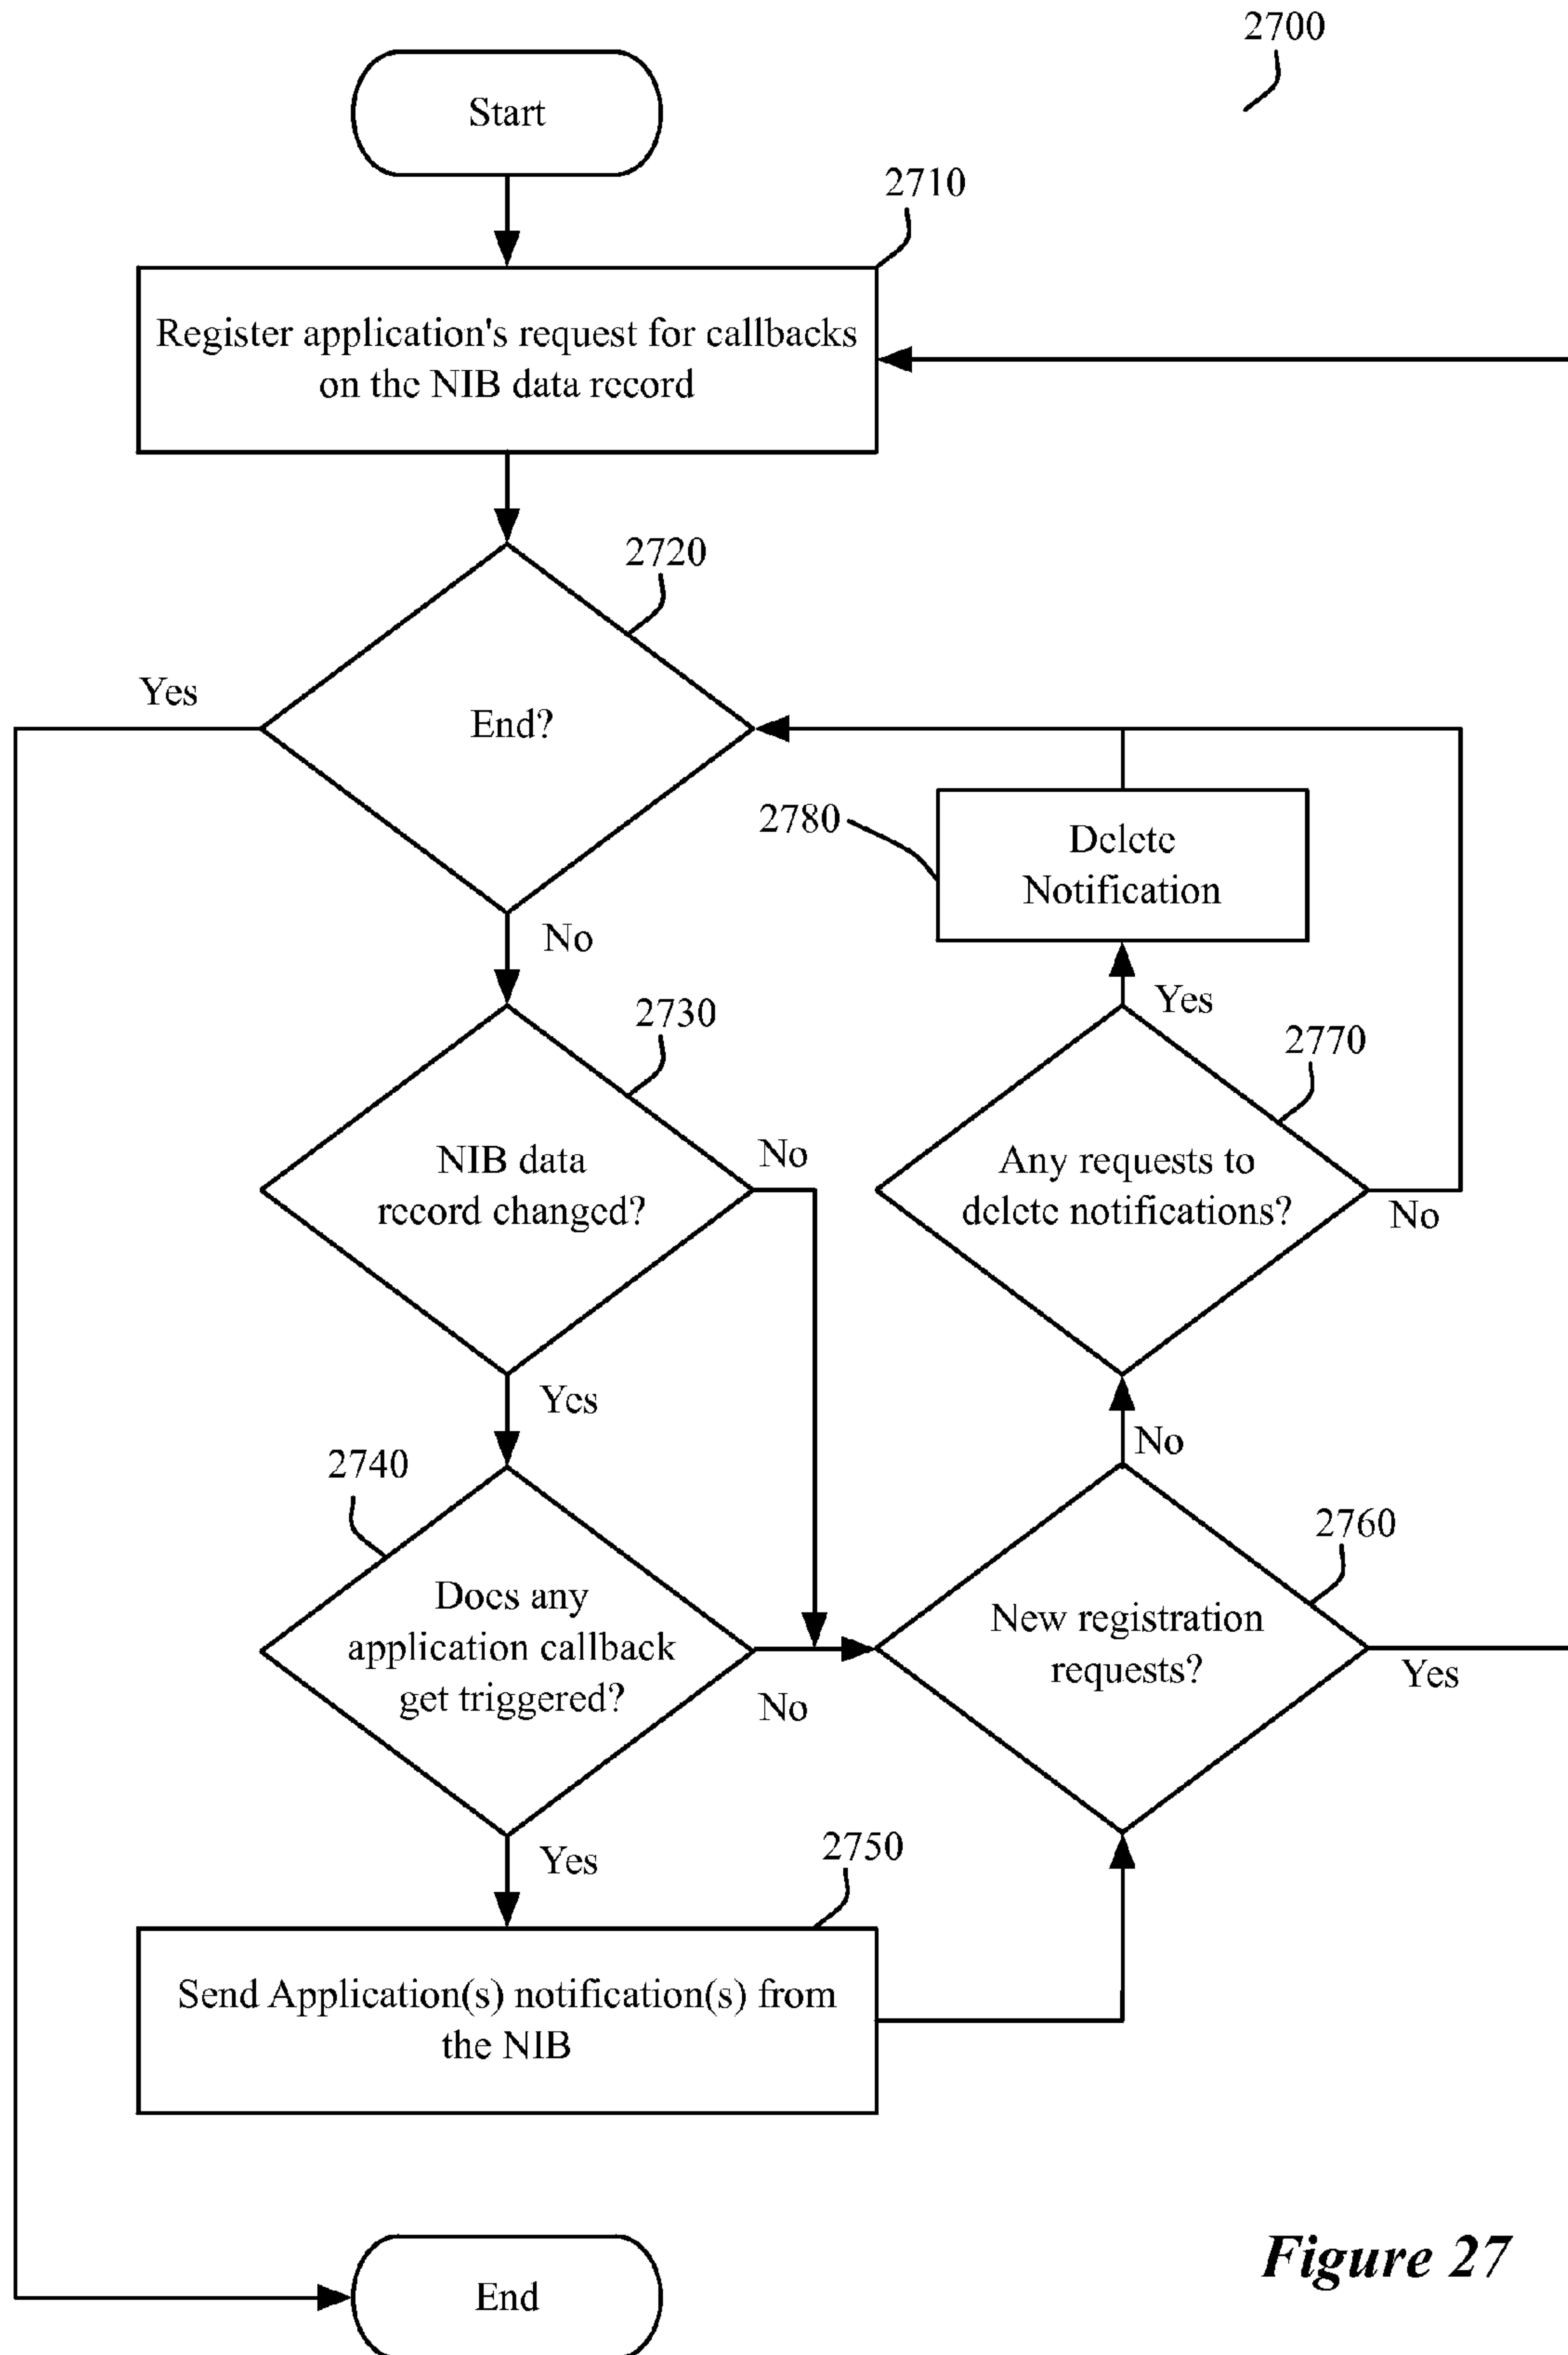 2700
Start
2710
Register application's request for callbacks
on the NIB data record
2720
Yes
End?
2780
Delete
Notification
No
Yes
2730
2770
NIB data
record changed?
No
Any requests to
delete notifications?
No
Yes
No
2740
2760
Does any
application callback
get triggered?
New registration
requests?
No
Yes
Yes
2750
Send Application(s) notification(s) from
the NIB
Figure 27
End